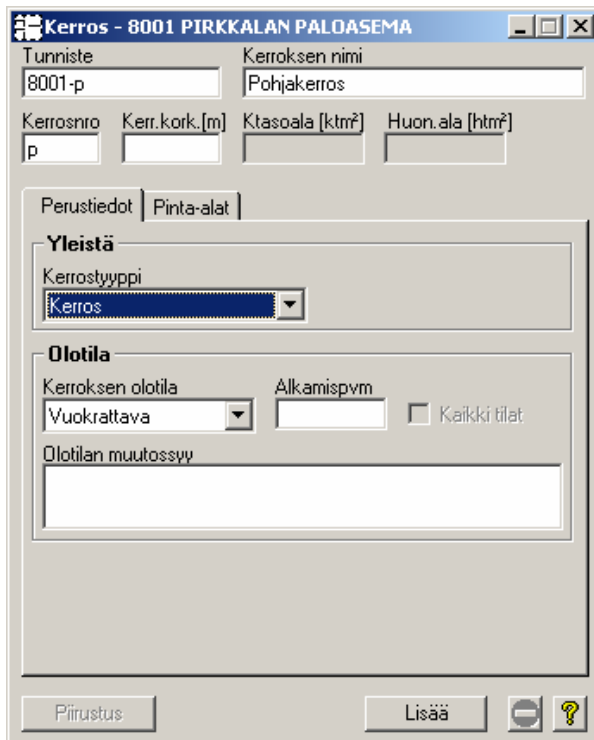 Kerros - 8001 PIRKKALAN PALOASEMA
Tunniste Kerroksen nimi
8001-p Pohjakerros
Kerrosnro Kerr.kork.[m] Ktasoala [ktm²] Huon.ala [htm²]
p
Perustiedot Pinta-alat
Yleistä
Kerrostyyppi
Kerros
Olotila
Kerroksen olotila Alkamispvm
Vuokrattava Kaikki tilat
Olotilan muutossyy
Piirustus Lisää ?